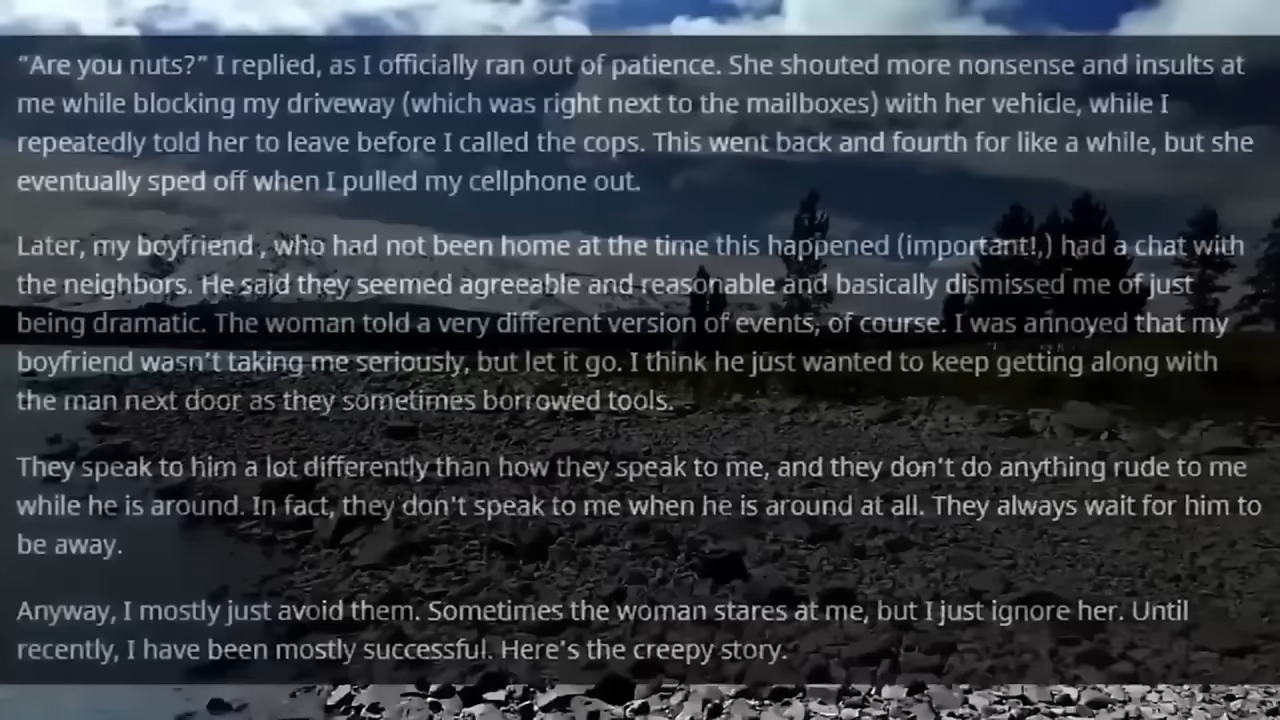 “Are you nuts?” I replied, as I officially ran out of patience. She shouted more nonsense and insults at
me while blocking my driveway (which was right next to the mailboxes) with her vehicle, while I
repeatedly told her to leave before I called the cops. This went back and fourth for like a while, but she
eventually sped off when I pulled my cellphone out.
Later, my boyfriend , who had not been home at the time this happened (important!,) had a chat with
the neighbors. He said they seemed agreeable and reasonable and basically dismissed me of just
being dramatic. The woman told a very different version of events, of course. I was annoyed that my
boyfriend wasn’t taking me seriously, but let it go. I think he just wanted to keep getting along with
the man next door as they sometimes borrowed tools.
They speak to him a lot differently than how they speak to me, and they don’t do anything rude to me
while he is around. In fact, they don't speak to me when he is around at all. They always wait for him to
be away.
Anyway, I mostly just avoid them. Sometimes the woman stares at me, but I just ignore her. Until
recently, I have been mostly successful. Here’s the creepy story.